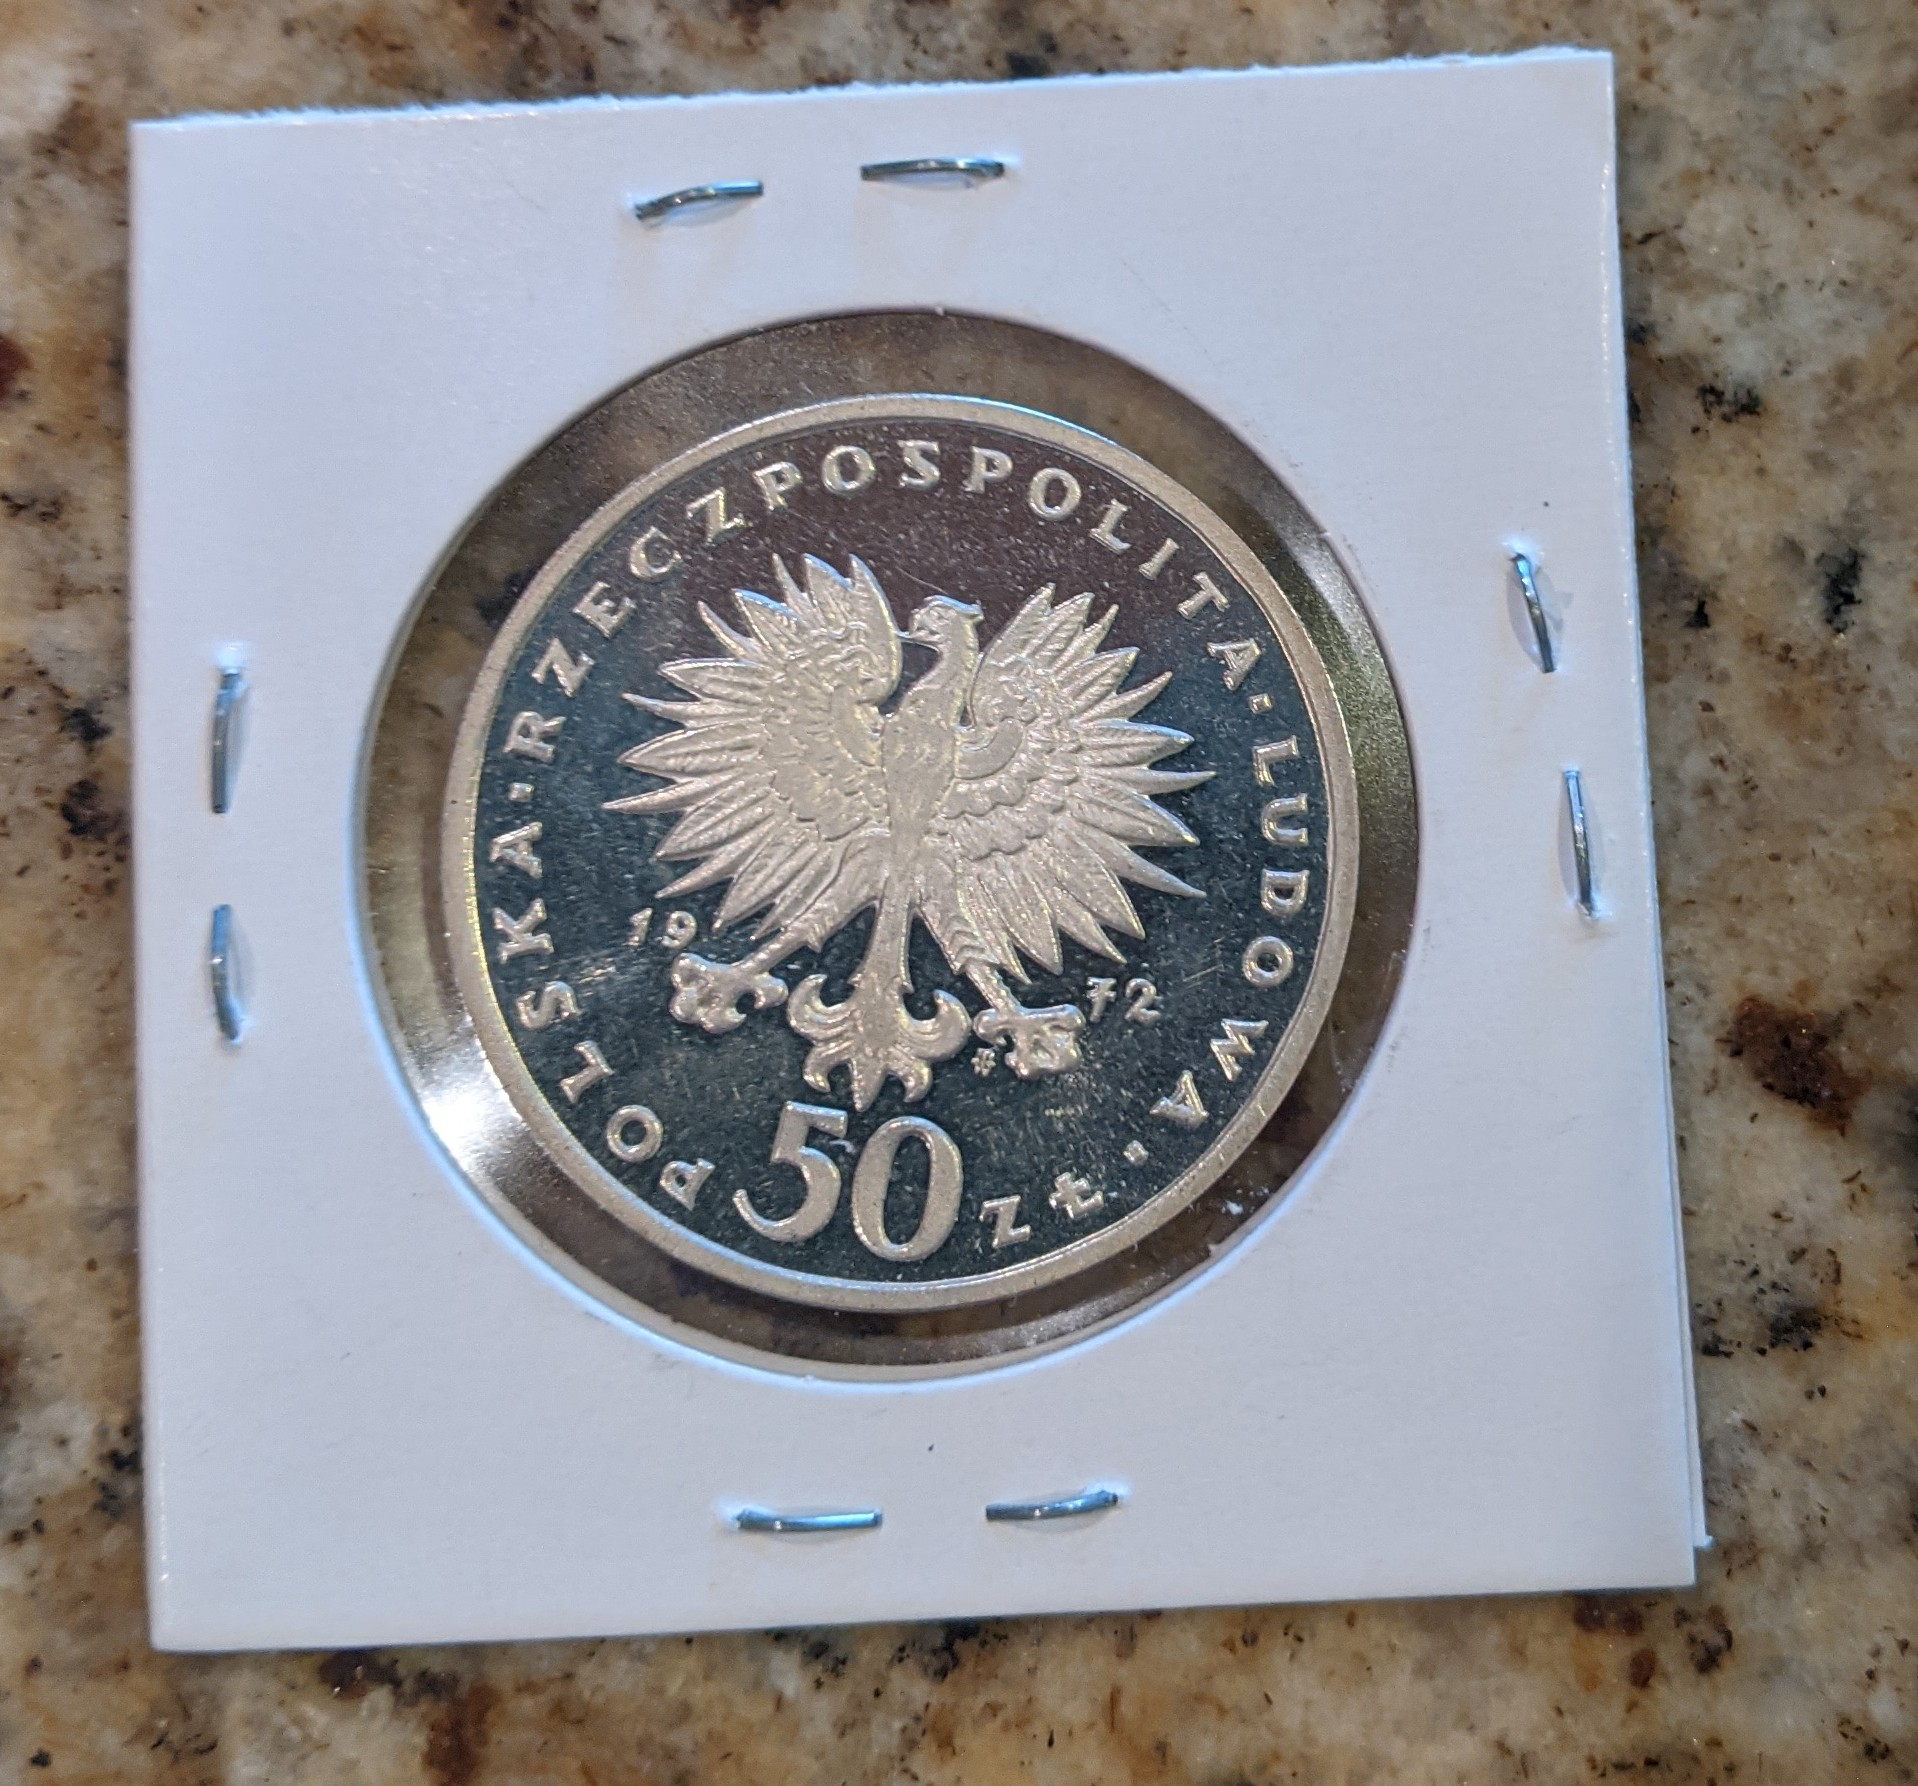 POLSKA·RZECZPOSPOLITA·LUDOWA·
19 72
50 ZŁ